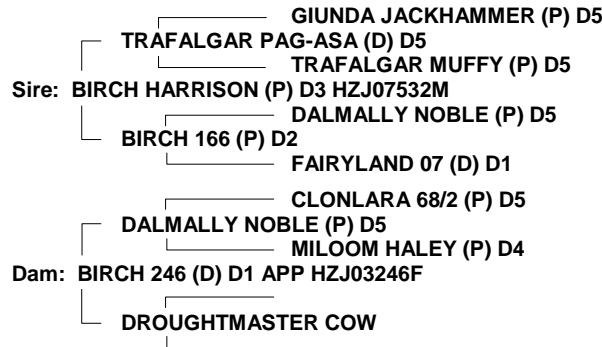 GIUNDA JACKHAMMER (P) D5
TRAFALGAR PAG-ASA (D) D5
TRAFALGAR MUFFY (P) D5
Sire: BIRCH HARRISON (P) D3 HZJ07532M
DALMALLY NOBLE (P) D5
BIRCH 166 (P) D2
FAIRYLAND 07 (D) D1
CLONLARA 68/2 (P) D5
DALMALLY NOBLE (P) D5
MILOOM HALEY (P) D4
Dam: BIRCH 246 (D) D1 APP HZJ03246F
DROUGHTMASTER COW